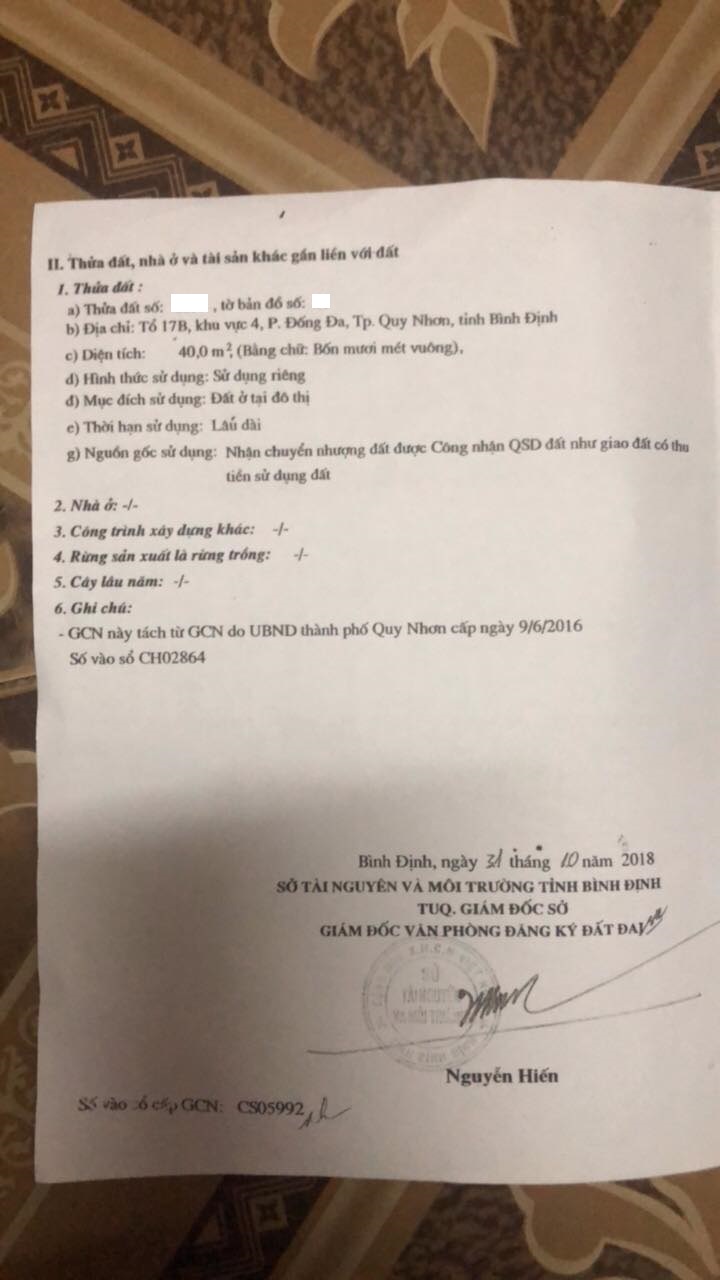 II. Thửa đất, nhà ở và tài sản khác gắn liền với đất
1. Thửa đất :
a) Thửa đất số: , tờ bản đồ số:
b) Địa chỉ: Tổ 17B, khu vực 4, P. Đống Đa, Tp. Quy Nhơn, tỉnh Bình Định
c) Diện tích: 40,0 m², (Bằng chữ: Bốn mươi mét vuông),
d) Hình thức sử dụng: Sử dụng riêng
đ) Mục đích sử dụng: Đất ở tại đô thị
e) Thời hạn sử dụng: Lâu dài
g) Nguồn gốc sử dụng: Nhận chuyển nhượng đất được Công nhận QSD đất như giao đất có thu
tiền sử dụng đất
2. Nhà ở: -/-
3. Công trình xây dựng khác: -/-
4. Rừng sản xuất là rừng trồng: -/-
5. Cây lâu năm: -/-
6. Ghi chú:
- GCN này tách từ GCN do UBND thành phố Quy Nhơn cấp ngày 9/6/2016
Số vào sổ CH02864
Bình Định, ngày 31 tháng 10 năm 2018
SỞ TÀI NGUYÊN VÀ MÔI TRƯỜNG TỈNH BÌNH ĐỊNH
TUQ. GIÁM ĐỐC SỞ
GIÁM ĐỐC VĂN PHÒNG ĐĂNG KÝ ĐẤT ĐAI
Nguyễn Hiến
Số vào sổ cấp GCN: CS05992